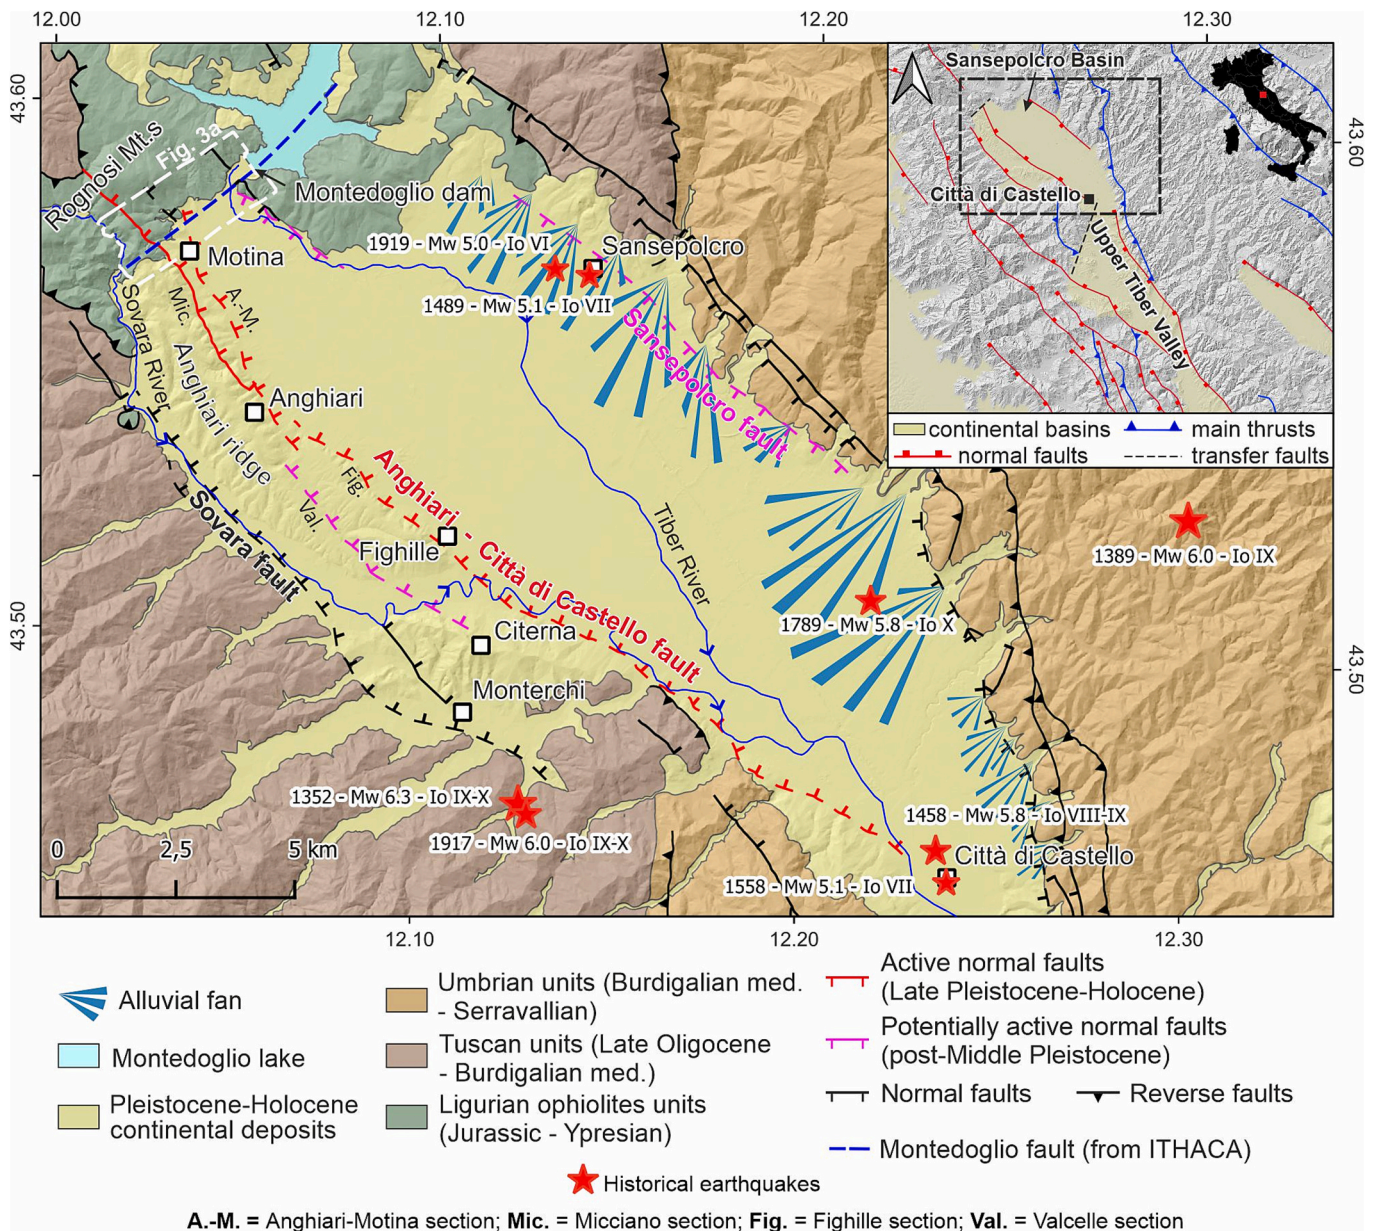 12.00
12.10
12.20
12.30
43.60
43.60
43.50
43.50
Sansepolcro Basin
Città di Castello
Upper Tiber Valley
continental basins
main thrusts
normal faults
transfer faults
Rognosi Mt.s
Fig. 3a
Montedoglio dam
Motina
Sovara River
Mic.
A.-M.
Anghiari ridge
Anghiari
1919 - Mw 5.0 - Io VI
Sansepolcro
1489 - Mw 5.1 - Io VII
Sansepolcro fault
Anghiari - Città di Castello fault
Fig.
Val.
Fighille
Sovara fault
Tiber River
1389 - Mw 6.0 - Io IX
1789 - Mw 5.8 - Io X
Citerna
Monterchi
1352 - Mw 6.3 - Io IX-X
1917 - Mw 6.0 - Io IX-X
1458 - Mw 5.8 - Io VIII-IX
Città di Castello
1558 - Mw 5.1 - Io VII
0
2,5
5 km
12.10
12.20
12.30
Alluvial fan
Montedoglio lake
Pleistocene-Holocene
continental deposits
Umbrian units (Burdigalian med.
- Serravallian)
Tuscan units (Late Oligocene
- Burdigalian med.)
Ligurian ophiolites units
(Jurassic - Ypresian)
Active normal faults
(Late Pleistocene-Holocene)
Potentially active normal faults
(post-Middle Pleistocene)
Normal faults
Reverse faults
Montedoglio fault (from ITHACA)
Historical earthquakes
A.-M. = Anghiari-Motina section; Mic. = Micciano section; Fig. = Fighille section; Val. = Valcelle section